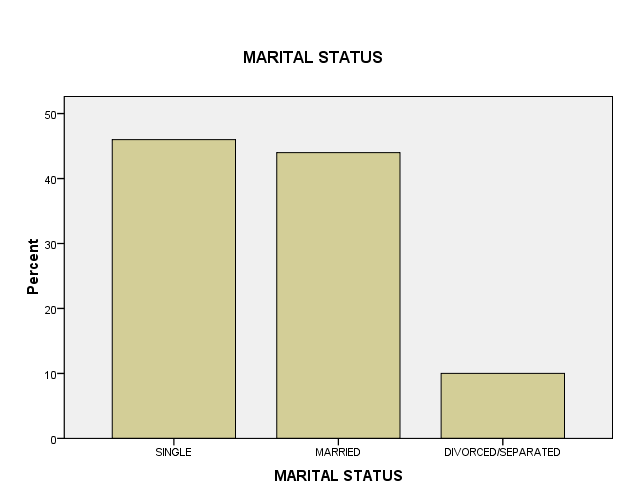 MARITAL STATUS
Percent
50
40
30
20
10
0
SINGLE
MARRIED
DIVORCED/SEPARATED
MARITAL STATUS